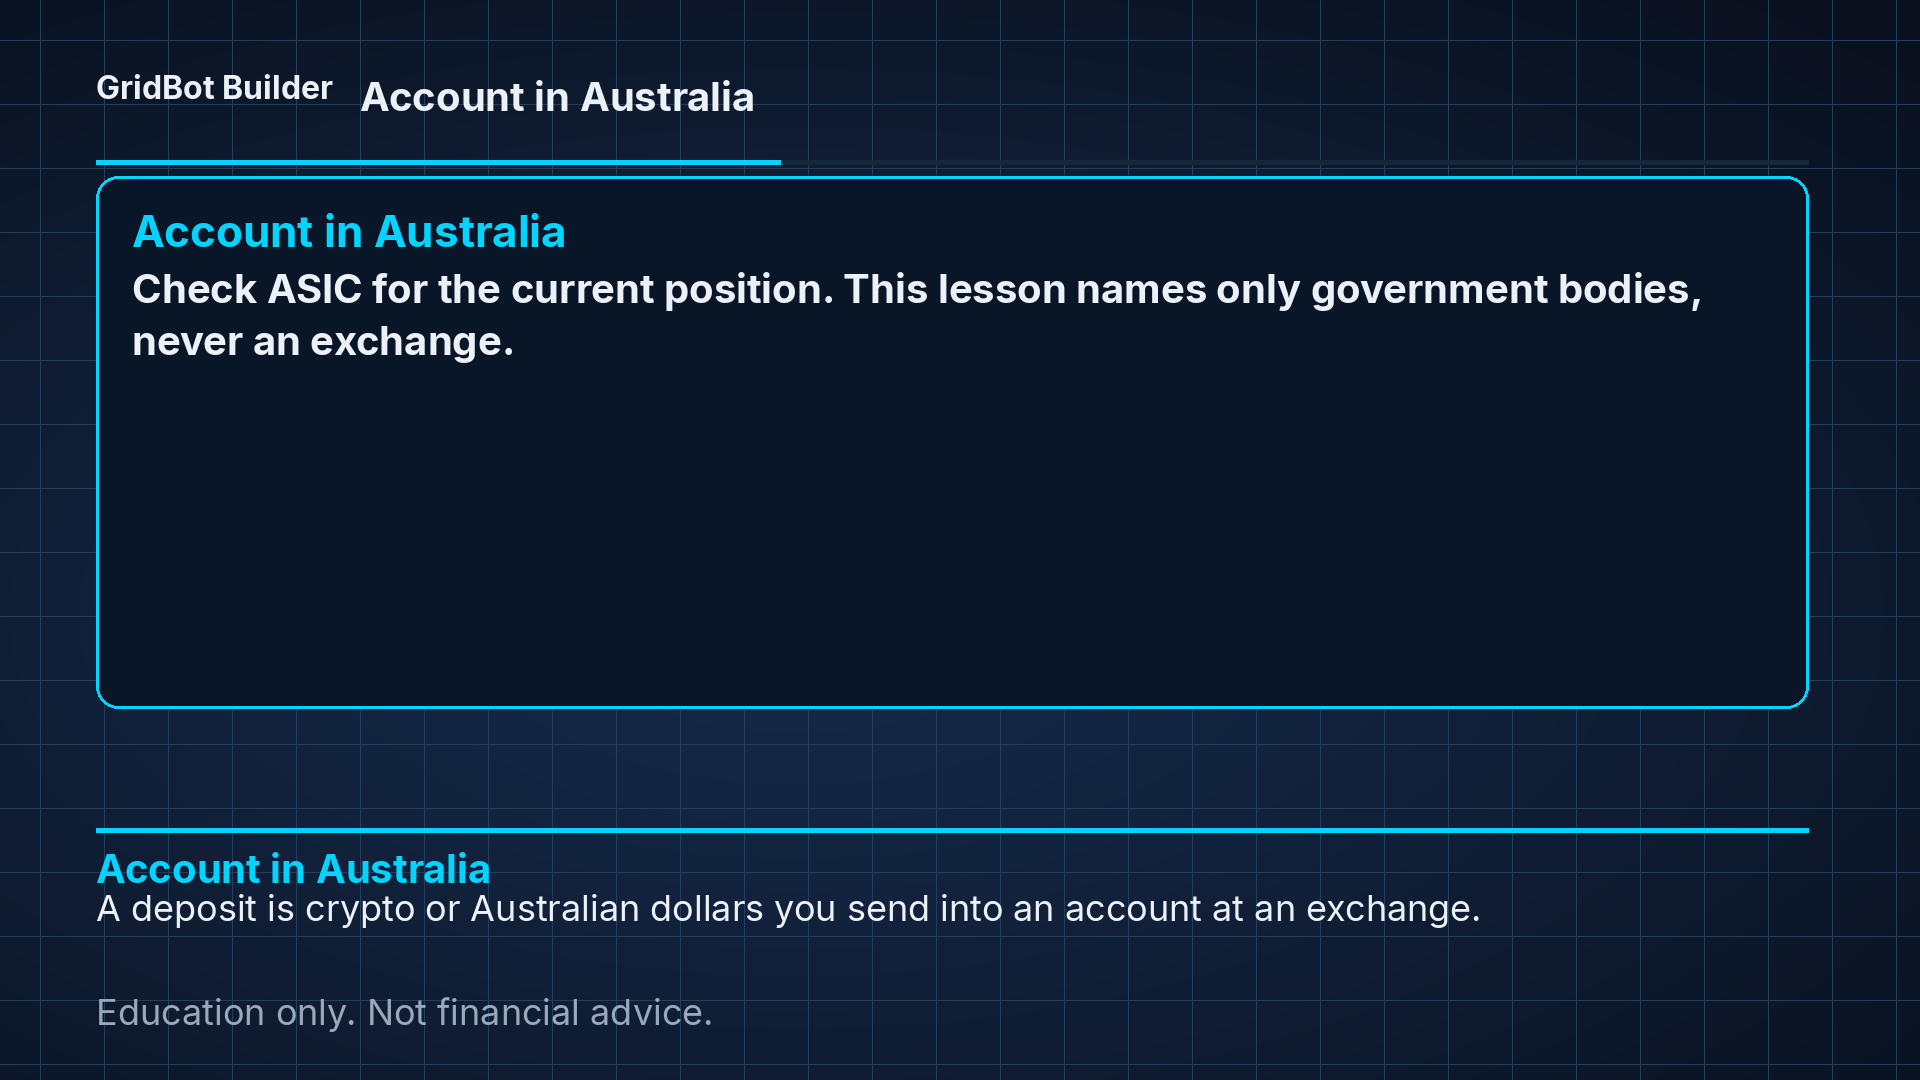 GridBot Builder
Account in Australia
Account in Australia
Check ASIC for the current position. This lesson names only government bodies,
never an exchange.
Account in Australia
A deposit is crypto or Australian dollars you send into an account at an exchange.
Education only. Not financial advice.